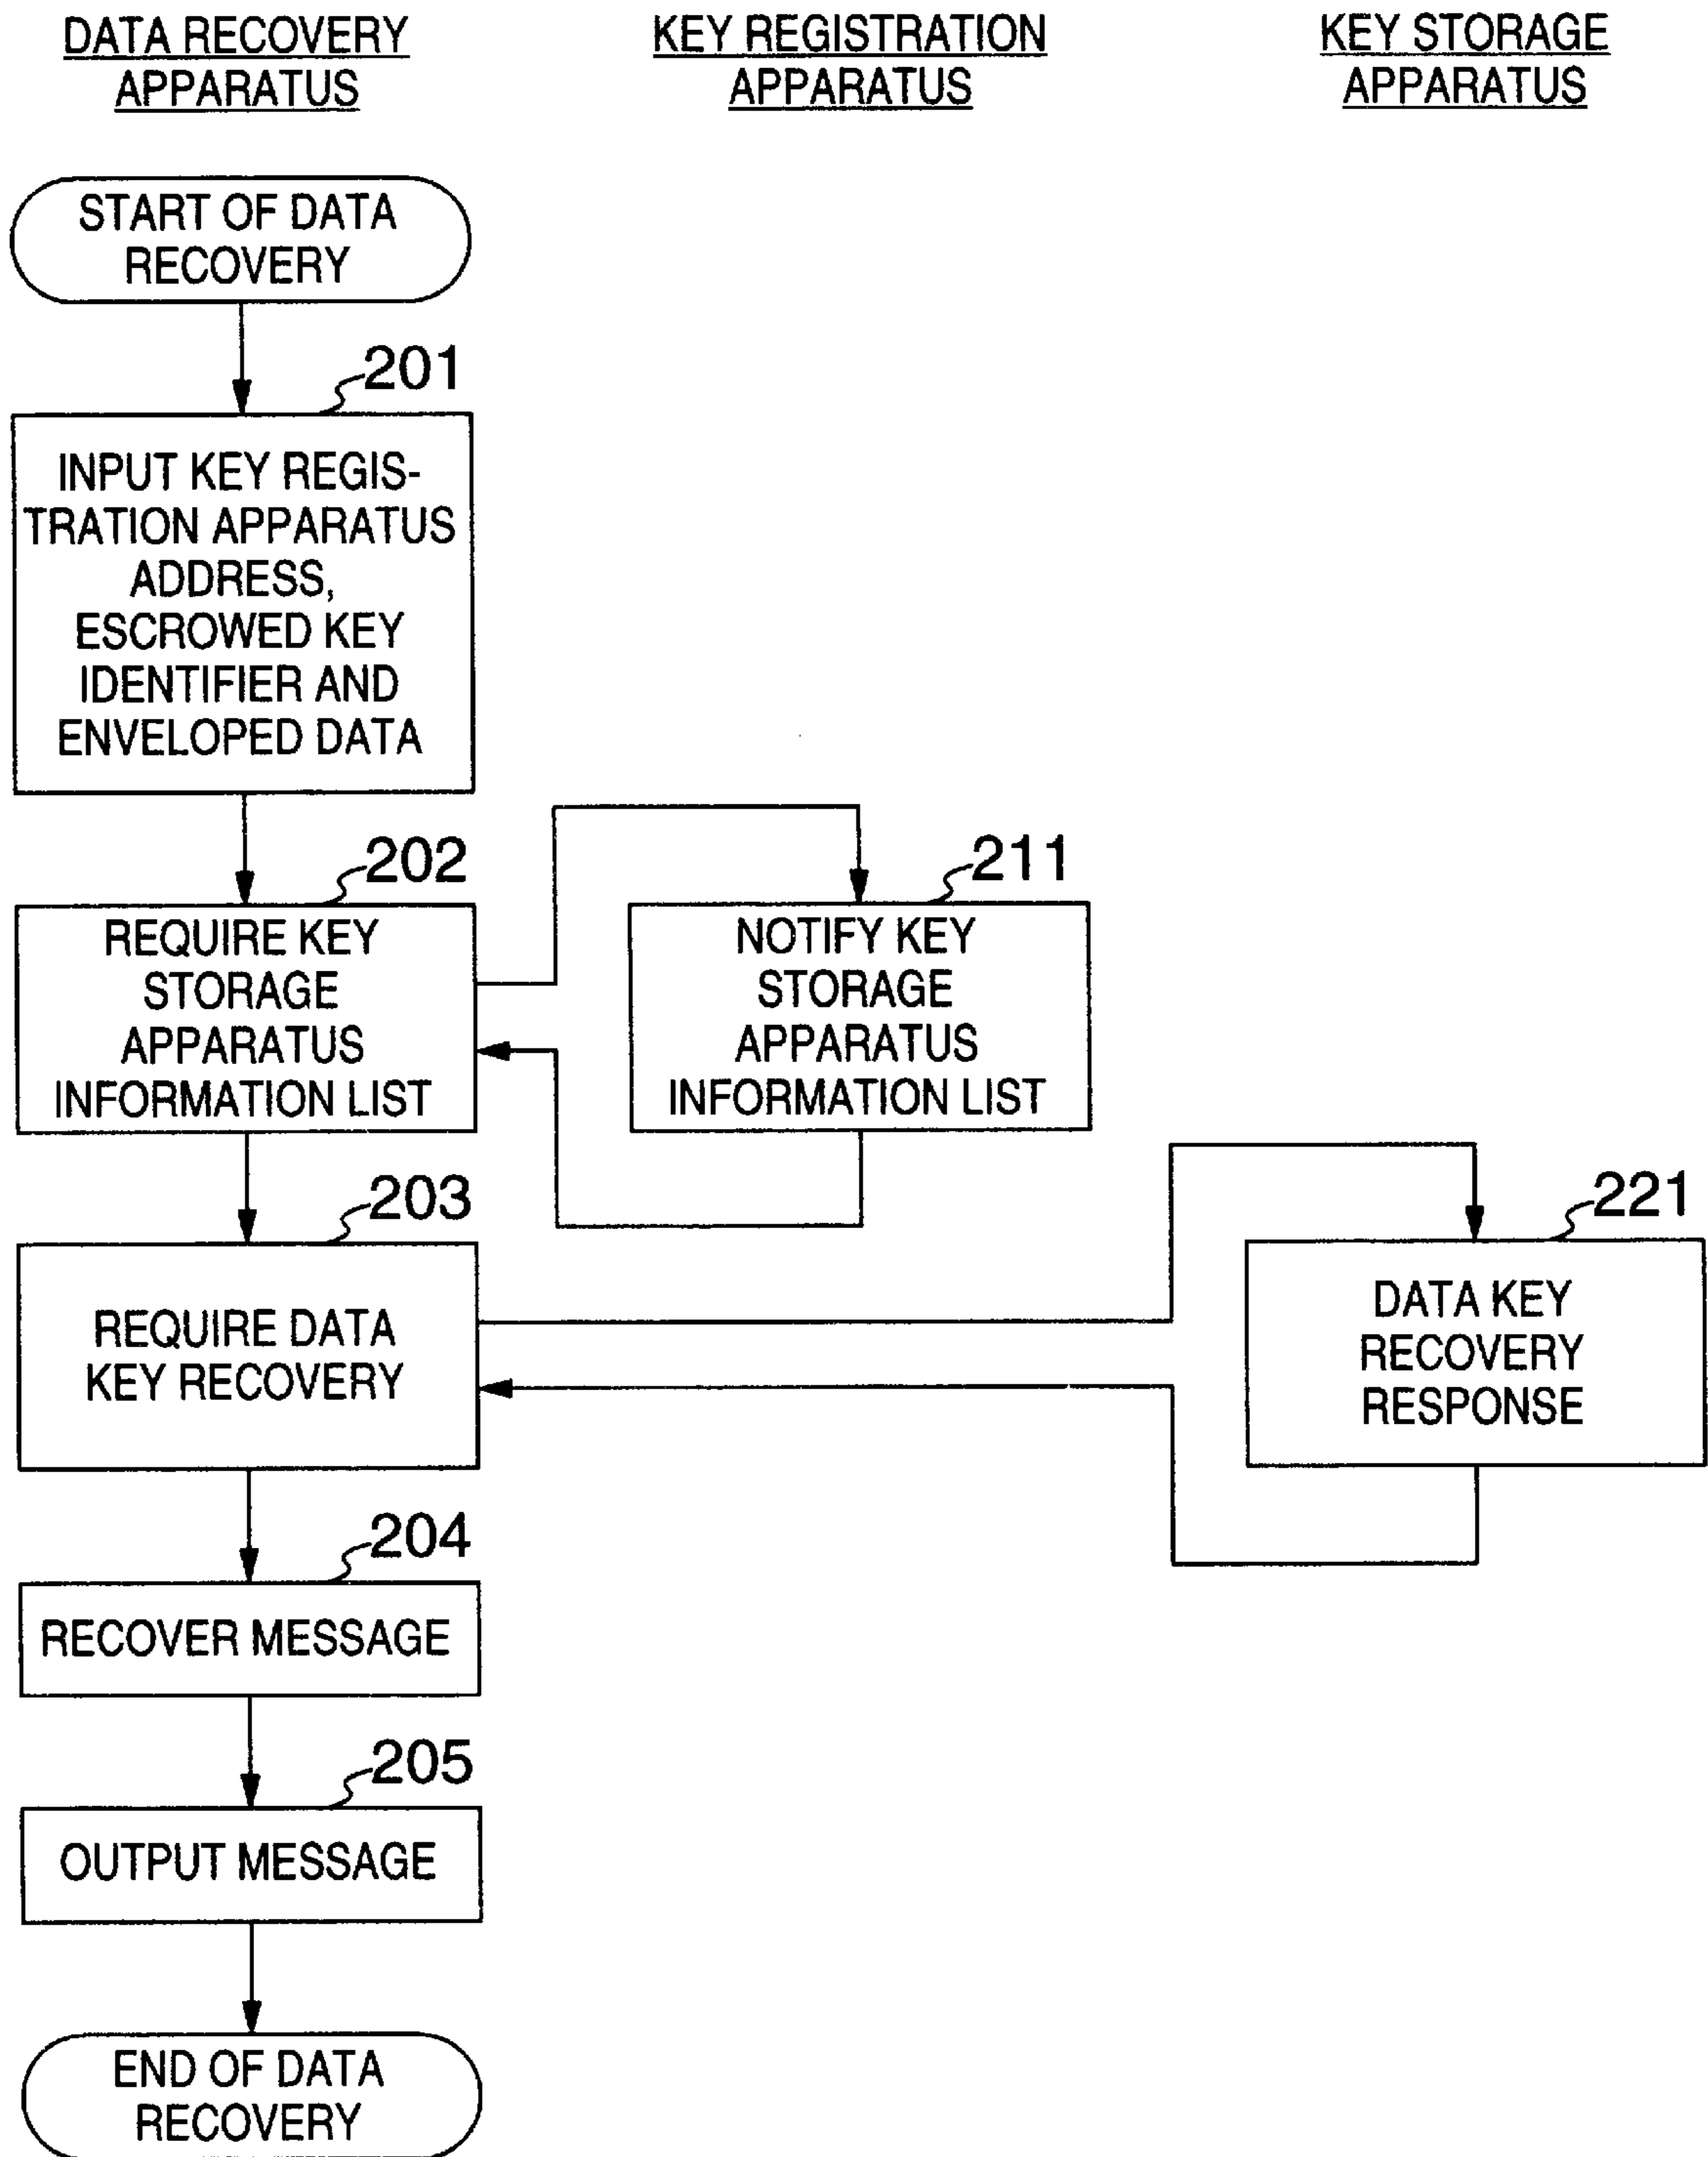 DATA RECOVERY
APPARATUS
KEY REGISTRATION
APPARATUS
KEY STORAGE
APPARATUS
START OF DATA
RECOVERY
201
INPUT KEY REGIS-
TRATION APPARATUS
ADDRESS,
ESCROWED KEY
IDENTIFIER AND
ENVELOPED DATA
202
REQUIRE KEY
STORAGE
APPARATUS
INFORMATION LIST
211
NOTIFY KEY
STORAGE
APPARATUS
INFORMATION LIST
203
REQUIRE DATA
KEY RECOVERY
221
DATA KEY
RECOVERY
RESPONSE
204
RECOVER MESSAGE
205
OUTPUT MESSAGE
END OF DATA
RECOVERY